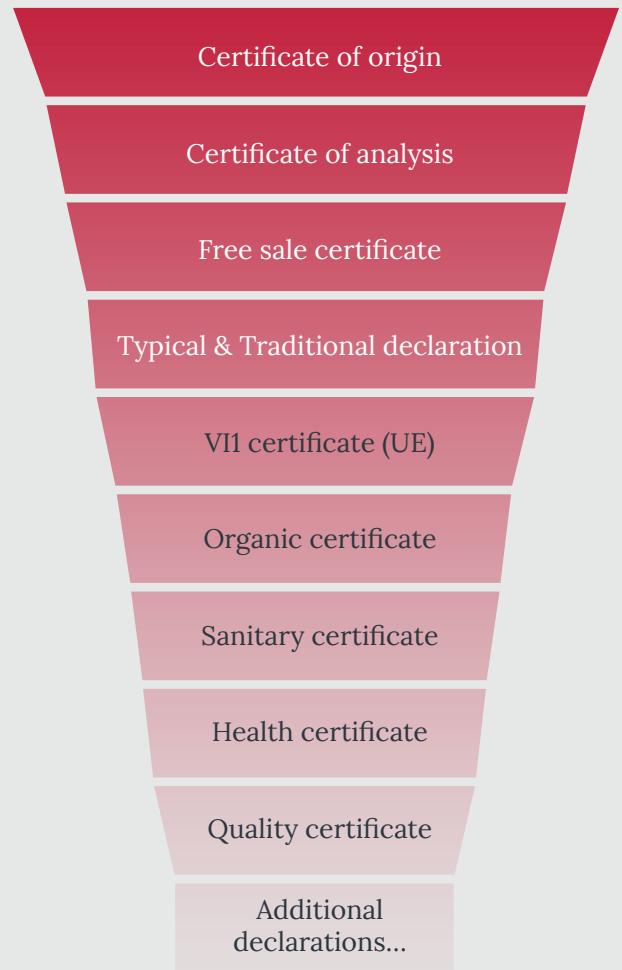 Certificate of origin
Certificate of analysis
Free sale certificate
Typical & Traditional declaration
VI1 certificate (UE)
Organic certificate
Sanitary certificate
Health certificate
Quality certificate
Additional
declarations...